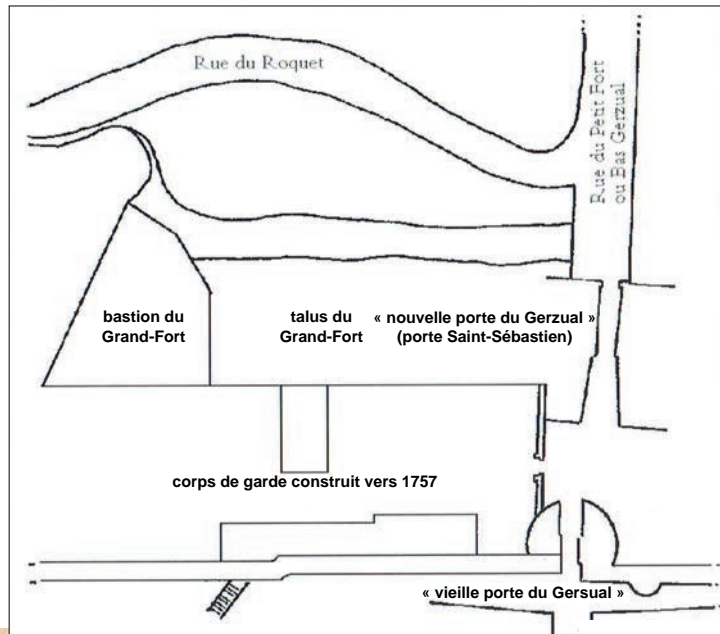 Rue du Roquet
Rue du Petit Fort
ou Bas Gerzual
bastion du
Grand-Fort
talus du
Grand-Fort
« nouvelle porte du Gerzual »
(porte Saint-Sébastien)
corps de garde construit vers 1757
« vieille porte du Gersual »